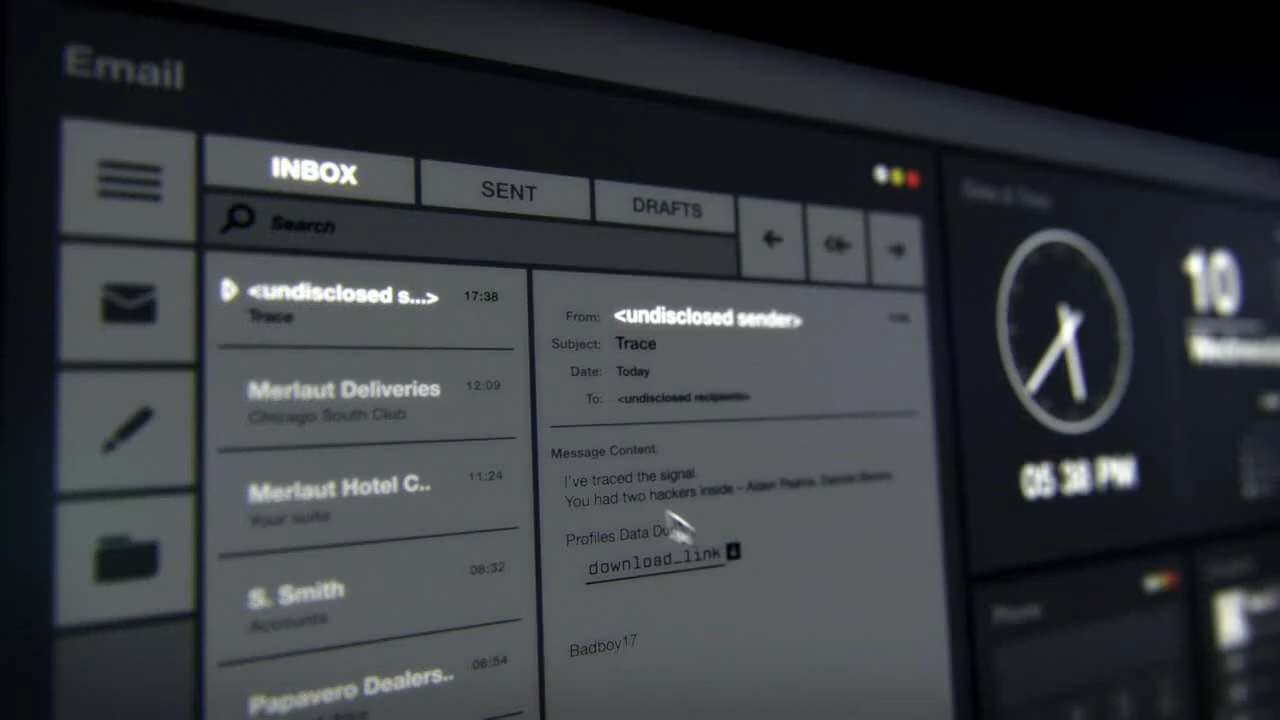 Email
INBOX
SENT
DRAFTS
Search
<undisclosed s...>
17:38
Trace
Merlaut Deliveries
12:09
Chicago South Club
Merlaut Hotel C..
11:24
Your suite
S. Smith
08:32
Accounts
Papavero Dealers..
06:54
From: <undisclosed sender>
Subject: Trace
Date: Today
To: <undisclosed recipients>
Message Content:
I've traced the signal.
You had two hackers inside – Aiden Pearce, Damien
Profiles Data
download_link
Badboy17
10
05 38 PM